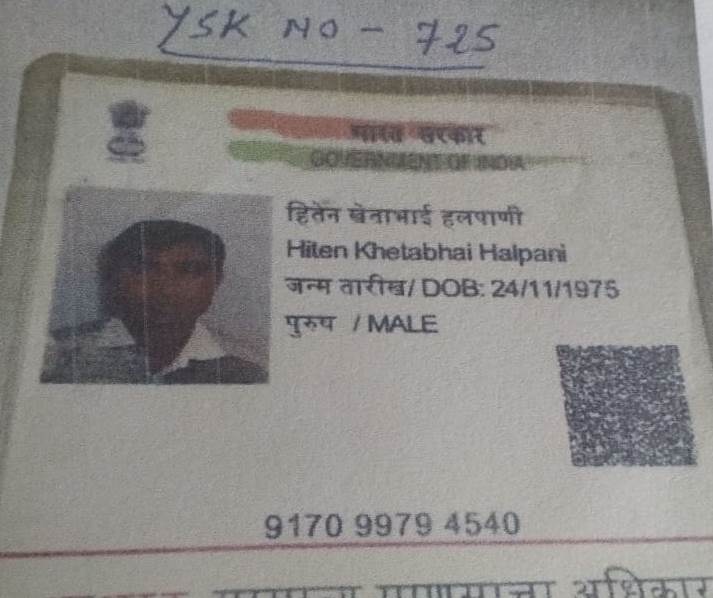 YSK NO - 725
भारत सरकार
GOVERNMENT OF INDIA
हितेन खेताभाई हलपाणी
Hiten Khetabhai Halpani
जन्म तारीख/ DOB: 24/11/1975
पुरुष / MALE
9170 9979 4540
अधिकार